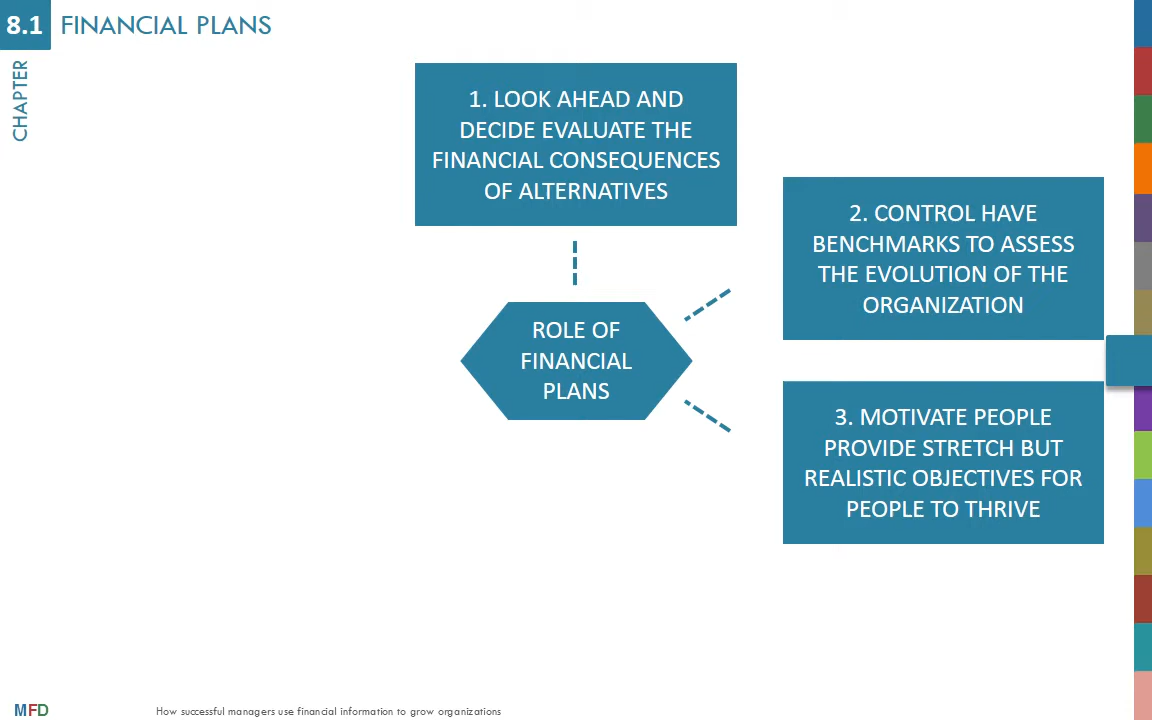 8.1 FINANCIAL PLANS
CHAPTER
1. LOOK AHEAD AND
DECIDE EVALUATE THE
FINANCIAL CONSEQUENCES
OF ALTERNATIVES
2. CONTROL HAVE
BENCHMARKS TO ASSESS
THE EVOLUTION OF THE
ORGANIZATION
ROLE OF
FINANCIAL
PLANS
3. MOTIVATE PEOPLE
PROVIDE STRETCH BUT
REALISTIC OBJECTIVES FOR
PEOPLE TO THRIVE
MFD
How successful managers use financial information to grow organizations